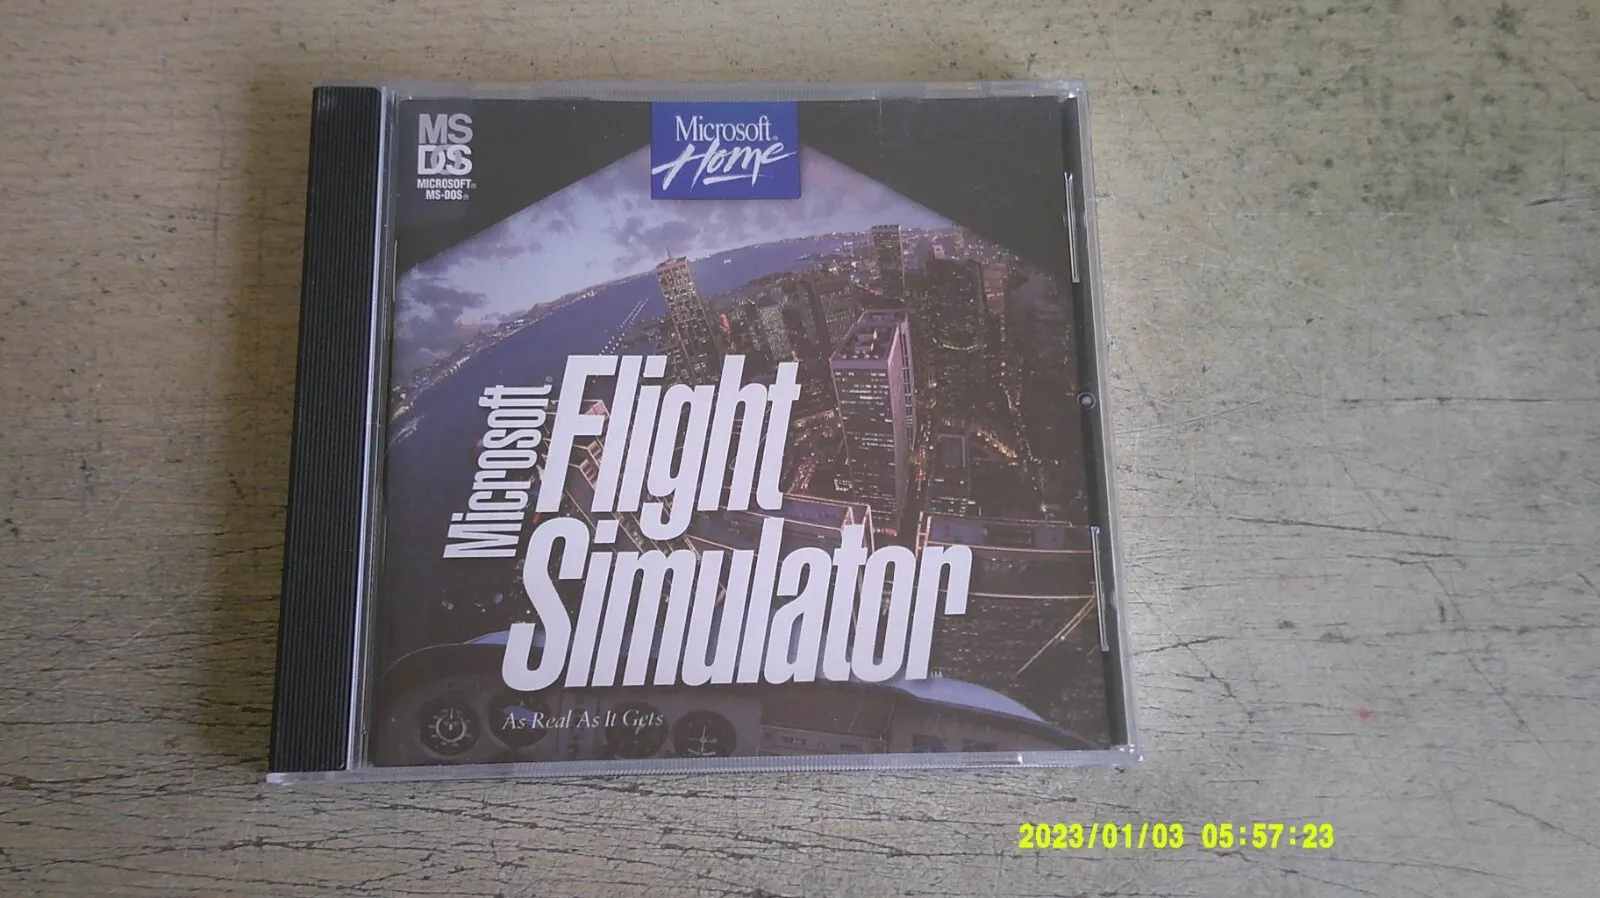 MS
DOS
MICROSOFT®
MS-DOS®
Microsoft®
Home
Microsoft®
Flight
Simulator™
As Real As It Gets
2023/01/03 05:57:23